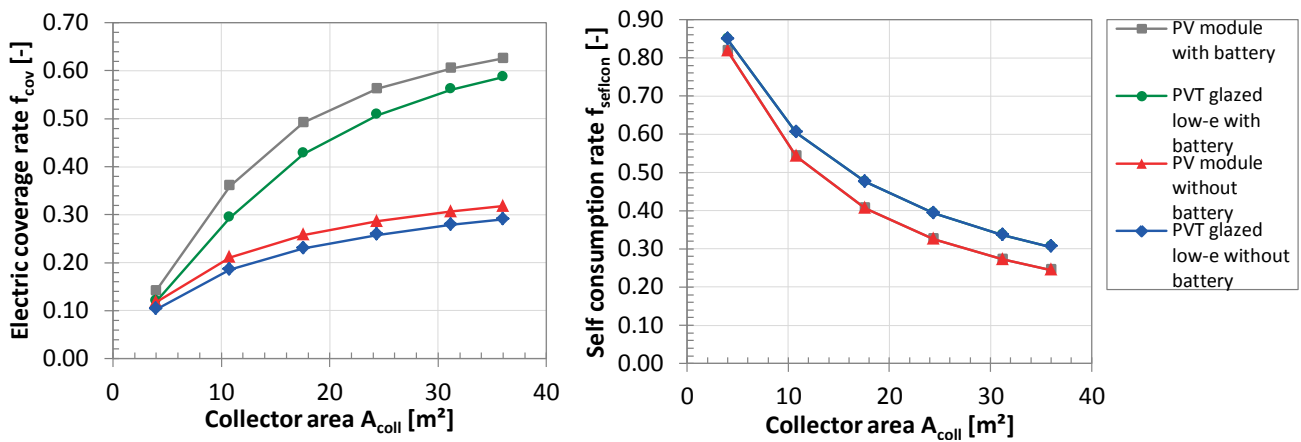 Electric coverage rate f_cov [-]
0.70
0.60
0.50
0.40
0.30
0.20
0.10
0.00
0 10 20 30 40
Collector area A_coll [m²]
Self consumption rate f_seflcon [-]
0.90
0.80
0.70
0.60
0.50
0.40
0.30
0.20
0.10
0.00
0 10 20 30 40
Collector area A_coll [m²]
PV module
with battery
PVT glazed
low-e with
battery
PV module
without
battery
PVT glazed
low-e without
battery